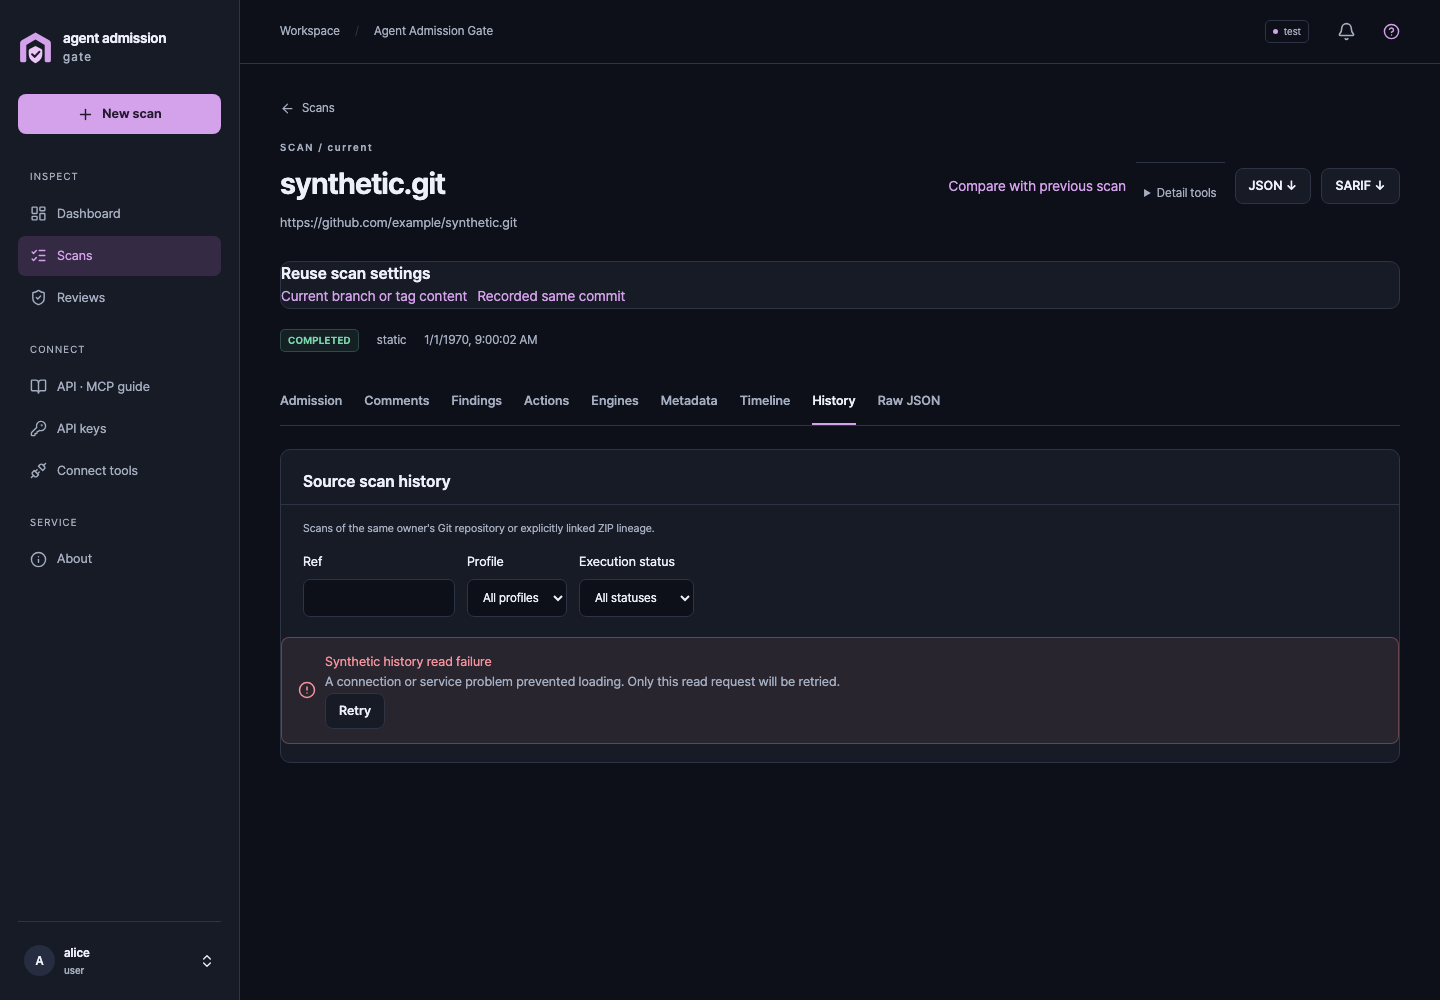 agent admission
gate
New scan
INSPECT
Dashboard
Scans
Reviews
CONNECT
API · MCP guide
API keys
Connect tools
SERVICE
About
A
alice
user
Workspace / Agent Admission Gate
test
Scans
SCAN / current
synthetic.git
https://github.com/example/synthetic.git
Compare with previous scan
Detail tools
JSON ↓
SARIF ↓
Reuse scan settings
Current branch or tag content Recorded same commit
COMPLETED static 1/1/1970, 9:00:02 AM
Admission Comments Findings Actions Engines Metadata Timeline History Raw JSON
Source scan history
Scans of the same owner's Git repository or explicitly linked ZIP lineage.
Ref Profile Execution status
All profiles All statuses
Synthetic history read failure
A connection or service problem prevented loading. Only this read request will be retried.
Retry